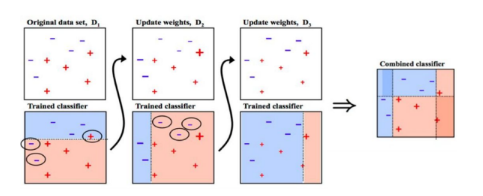 Original data set, D₁
Update weights, D₂
Update weights, D₃
Trained classifier
Trained classifier
Trained classifier
Combined classifier